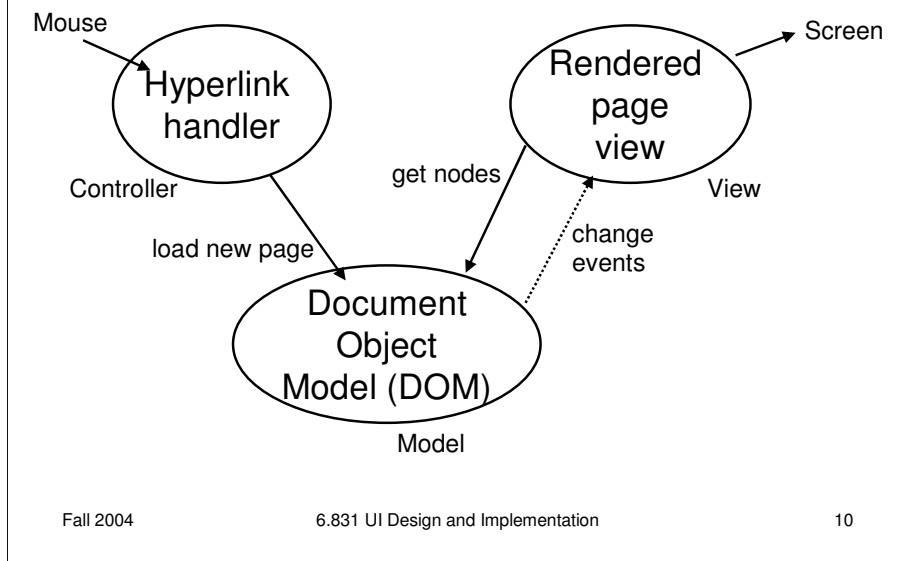 Mouse
Hyperlink
handler
Controller
load new page
Rendered
page
view
Screen
View
get nodes
change
events
Document
Object
Model (DOM)
Model
Fall 2004
6.831 UI Design and Implementation
10